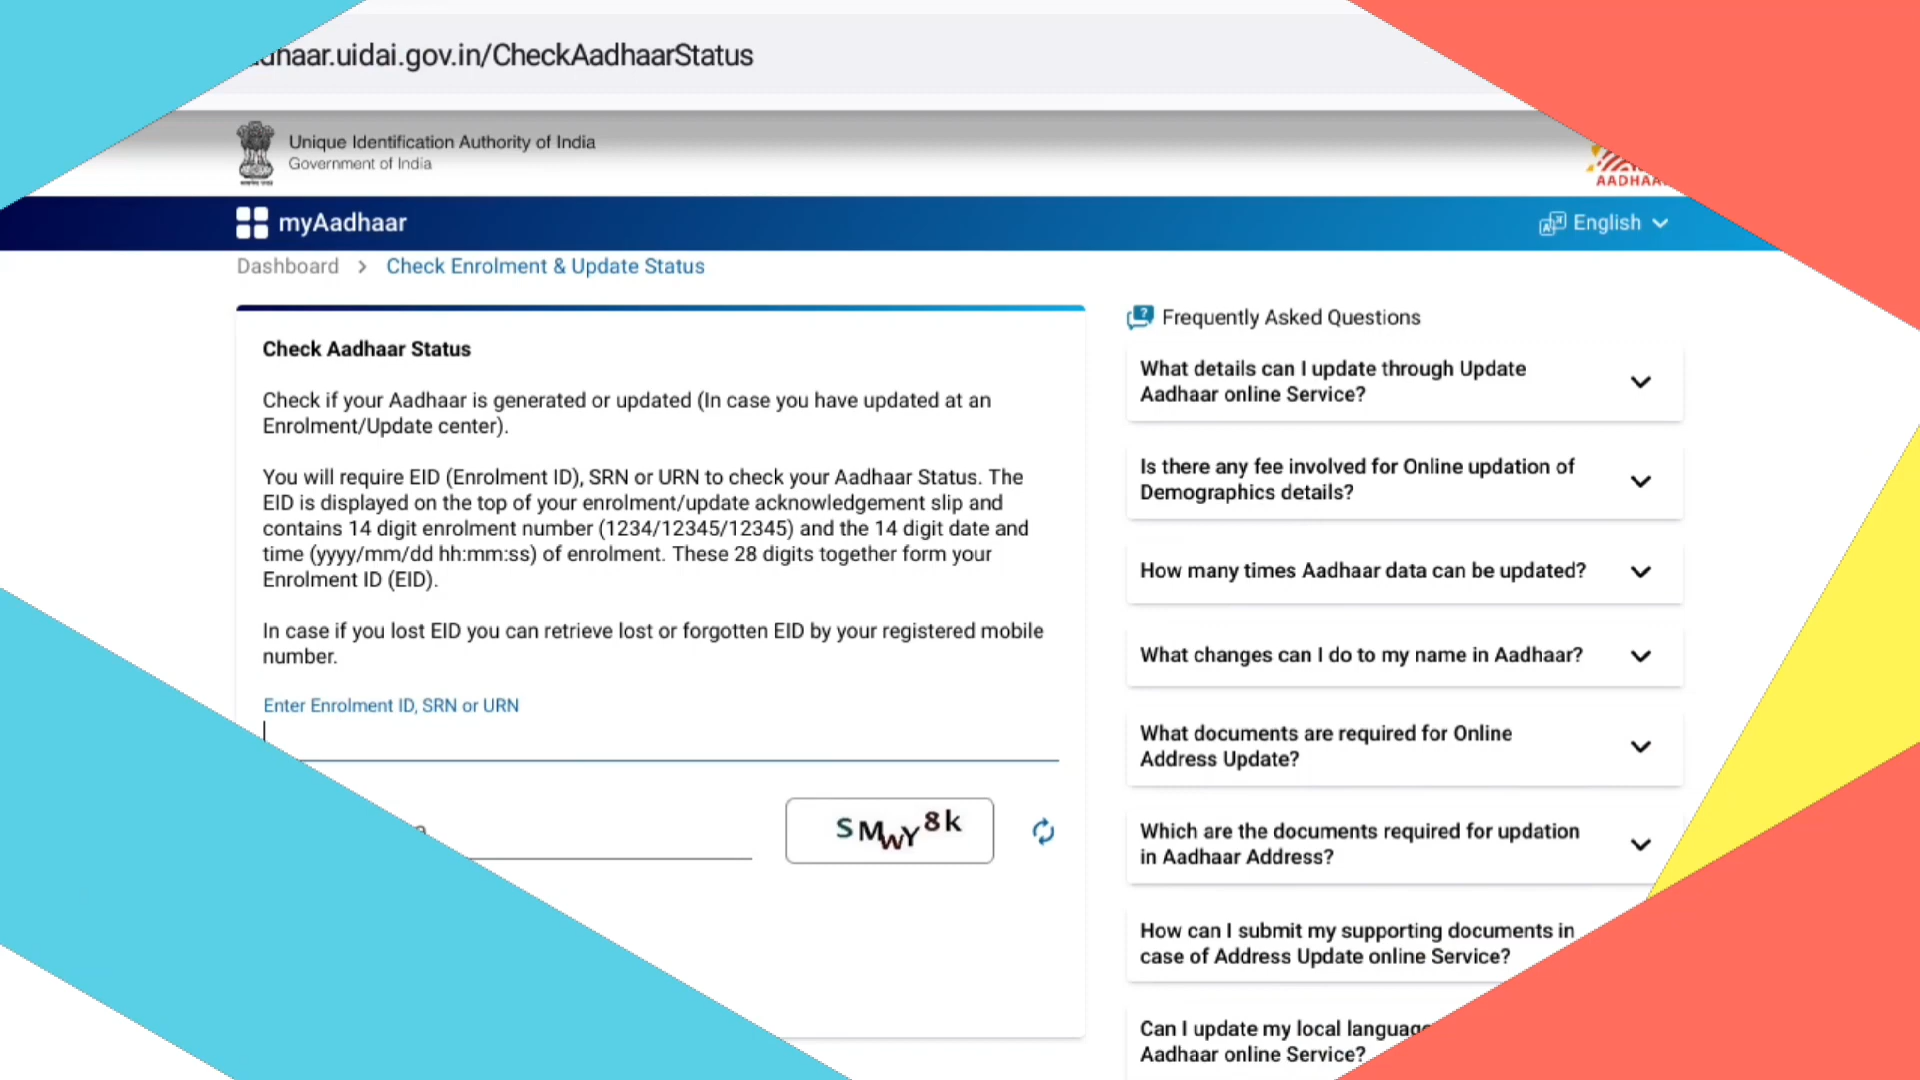 dhaar.uidai.gov.in/CheckAadhaarStatus
Unique Identification Authority of India
Government of India
AADHAA
myAadhaar
English
Dashboard > Check Enrolment & Update Status
Check Aadhaar Status
Check if your Aadhaar is generated or updated (In case you have updated at an
Enrolment/Update center).
You will require EID (Enrolment ID), SRN or URN to check your Aadhaar Status. The
EID is displayed on the top of your enrolment/update acknowledgement slip and
contains 14 digit enrolment number (1234/12345/12345) and the 14 digit date and
time (yyyy/mm/dd hh:mm:ss) of enrolment. These 28 digits together form your
Enrolment ID (EID).
In case if you lost EID you can retrieve lost or forgotten EID by your registered mobile
number.
Enter Enrolment ID, SRN or URN
SMWY8k
Frequently Asked Questions
What details can I update through Update
Aadhaar online Service?
Is there any fee involved for Online updation of
Demographics details?
How many times Aadhaar data can be updated?
What changes can I do to my name in Aadhaar?
What documents are required for Online
Address Update?
Which are the documents required for updation
in Aadhaar Address?
How can I submit my supporting documents in
case of Address Update online Service?
Can I update my local language
Aadhaar online Service?